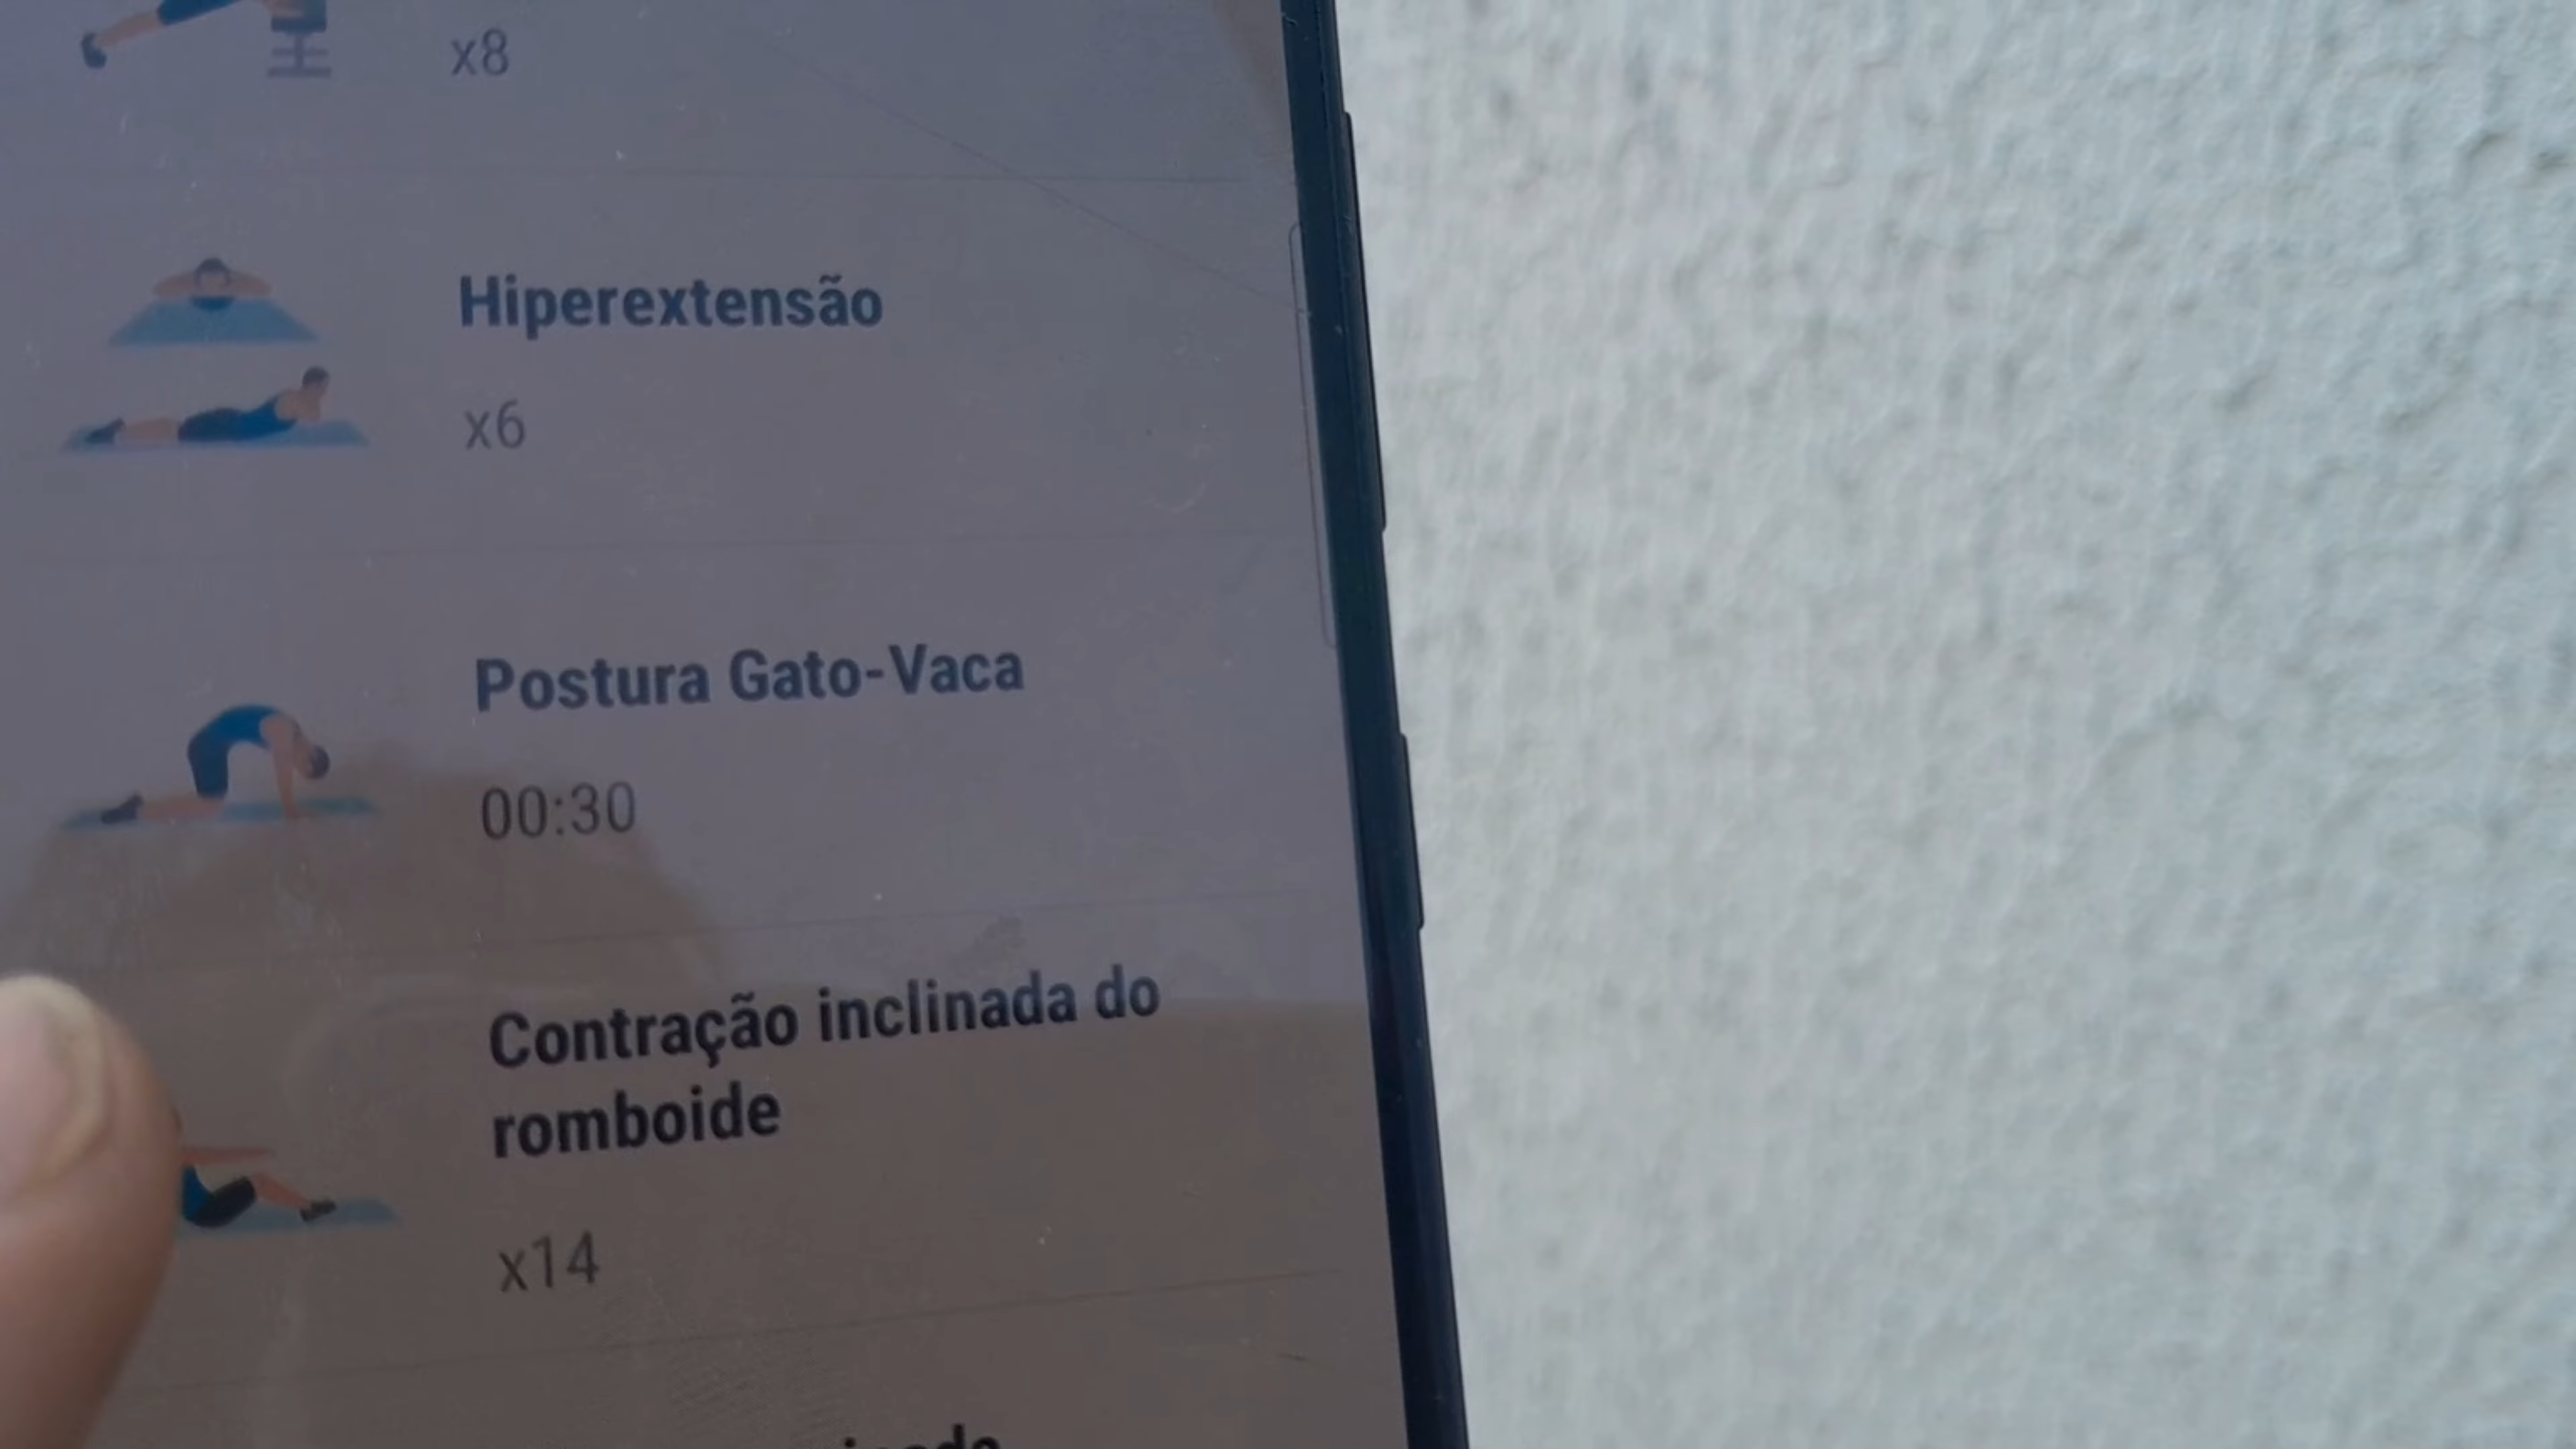 x8
Hiperextensão
x6
Postura Gato-Vaca
00:30
Contração inclinada do
romboide
x14